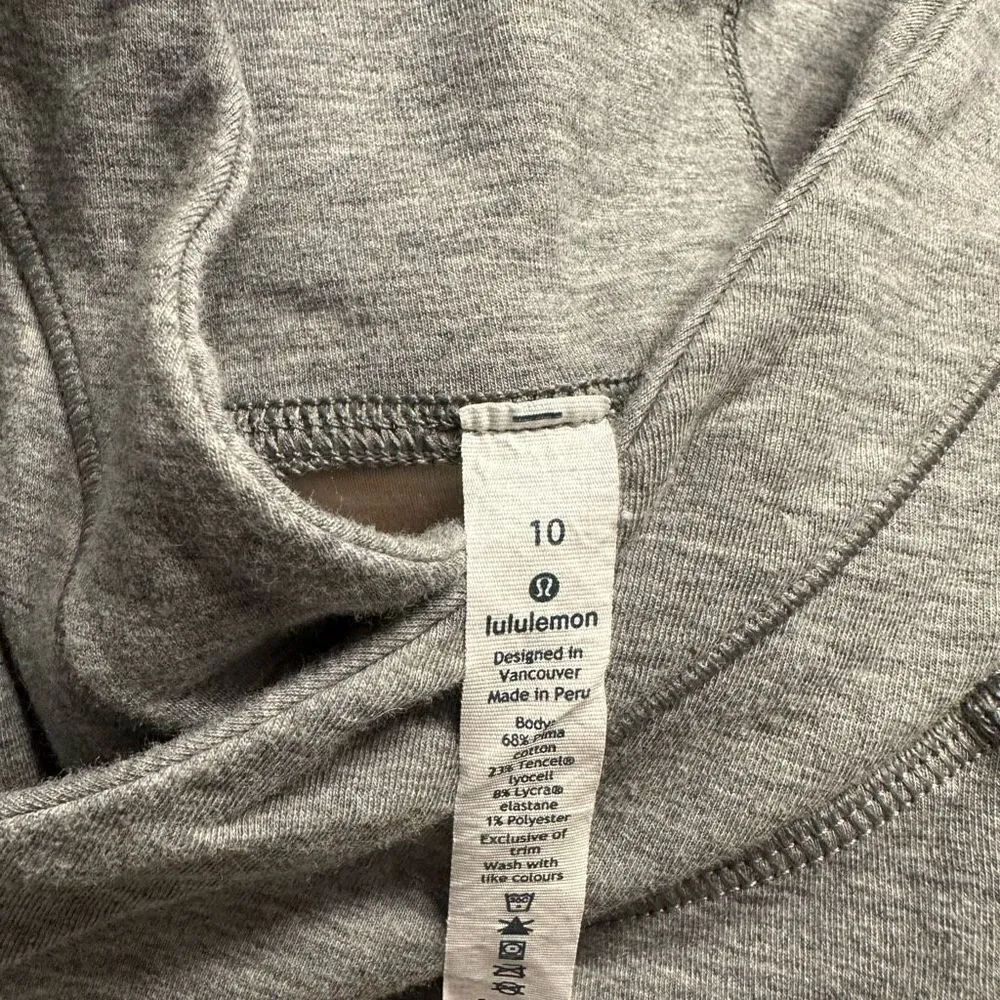 10
lululemon
Designed in
Vancouver
Made in Peru
Body:
68% Pima
cotton
23% Tencel®
lyocell
8% Lycra®
elastane
1% Polyester
Exclusive of
trim
Wash with
like colours